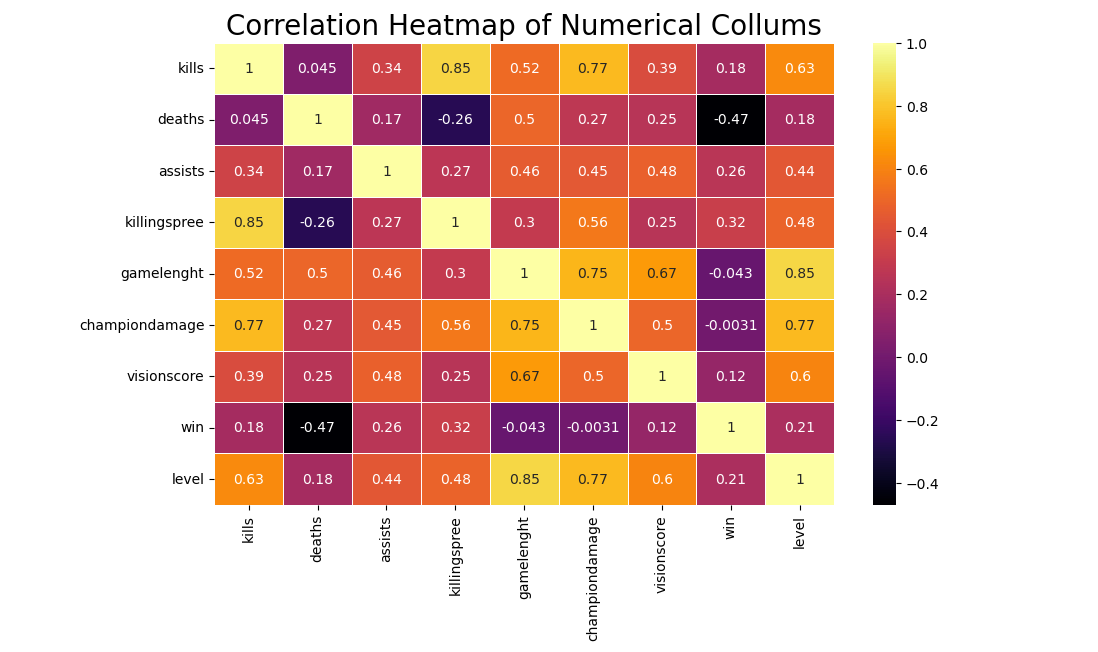 Correlation Heatmap of Numerical Collums
kills 1 0.045 0.34 0.85 0.52 0.77 0.39 0.18 0.63
deaths 0.045 1 0.17 -0.26 0.5 0.27 0.25 -0.47 0.18
assists 0.34 0.17 1 0.27 0.46 0.45 0.48 0.26 0.44
killingspree 0.85 -0.26 0.27 1 0.3 0.56 0.25 0.32 0.48
gamelenght 0.52 0.5 0.46 0.3 1 0.75 0.67 -0.043 0.85
championdamage 0.77 0.27 0.45 0.56 0.75 1 0.5 -0.0031 0.77
visionscore 0.39 0.25 0.48 0.25 0.67 0.5 1 0.12 0.6
win 0.18 -0.47 0.26 0.32 -0.043 -0.0031 0.12 1 0.21
level 0.63 0.18 0.44 0.48 0.85 0.77 0.6 0.21 1
kills deaths assists killingspree gamelenght championdamage visionscore win level
1.0
0.8
0.6
0.4
0.2
0.0
−0.2
−0.4